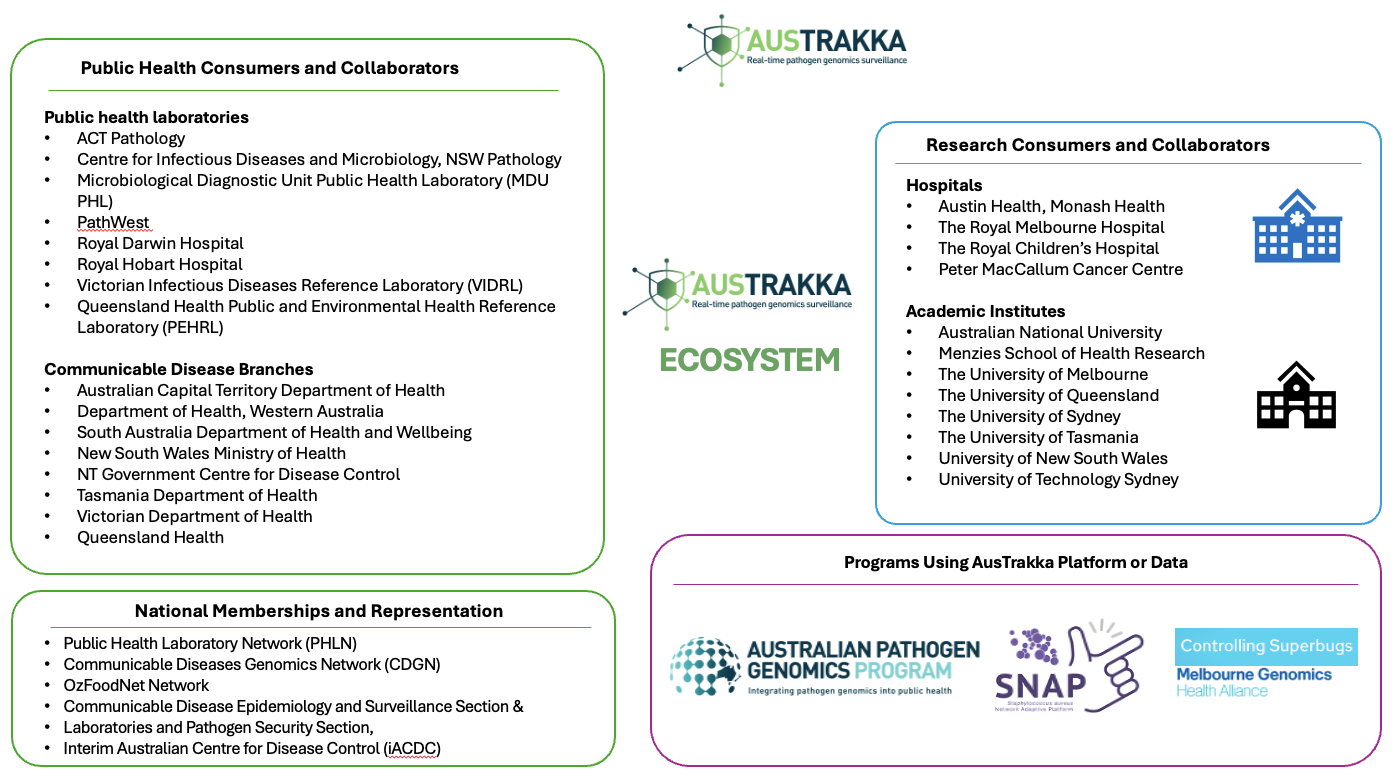 AUSTRAKKA
Real-time pathogen genomics surveillance
Public Health Consumers and Collaborators
Public health laboratories
• ACT Pathology
• Centre for Infectious Diseases and Microbiology, NSW Pathology
• Microbiological Diagnostic Unit Public Health Laboratory (MDU
PHL)
• PathWest
• Royal Darwin Hospital
• Royal Hobart Hospital
• Victorian Infectious Diseases Reference Laboratory (VIDRL)
• Queensland Health Public and Environmental Health Reference
Laboratory (PEHRL)
Communicable Disease Branches
• Australian Capital Territory Department of Health
• Department of Health, Western Australia
• South Australia Department of Health and Wellbeing
• New South Wales Ministry of Health
• NT Government Centre for Disease Control
• Tasmania Department of Health
• Victorian Department of Health
• Queensland Health
National Memberships and Representation
• Public Health Laboratory Network (PHLN)
• Communicable Diseases Genomics Network (CDGN)
• OzFoodNet Network
• Communicable Disease Epidemiology and Surveillance Section &
• Laboratories and Pathogen Security Section,
• Interim Australian Centre for Disease Control (iACDC)
AUSTRAKKA
Real-time pathogen genomics surveillance
ECOSYSTEM
Research Consumers and Collaborators
Hospitals
• Austin Health, Monash Health
• The Royal Melbourne Hospital
• The Royal Children's Hospital
• Peter MacCallum Cancer Centre
Academic Institutes
• Australian National University
• Menzies School of Health Research
• The University of Melbourne
• The University of Queensland
• The University of Sydney
• The University of Tasmania
• University of New South Wales
• University of Technology Sydney
Programs Using AusTrakka Platform or Data
AUSTRALIAN PATHOGEN
GENOMICS PROGRAM
Integrating pathogen genomics into public health
SNAP
Staphylococcus aureus
Network Adaptive Platform
Controlling Superbugs
Melbourne Genomics
Health Alliance